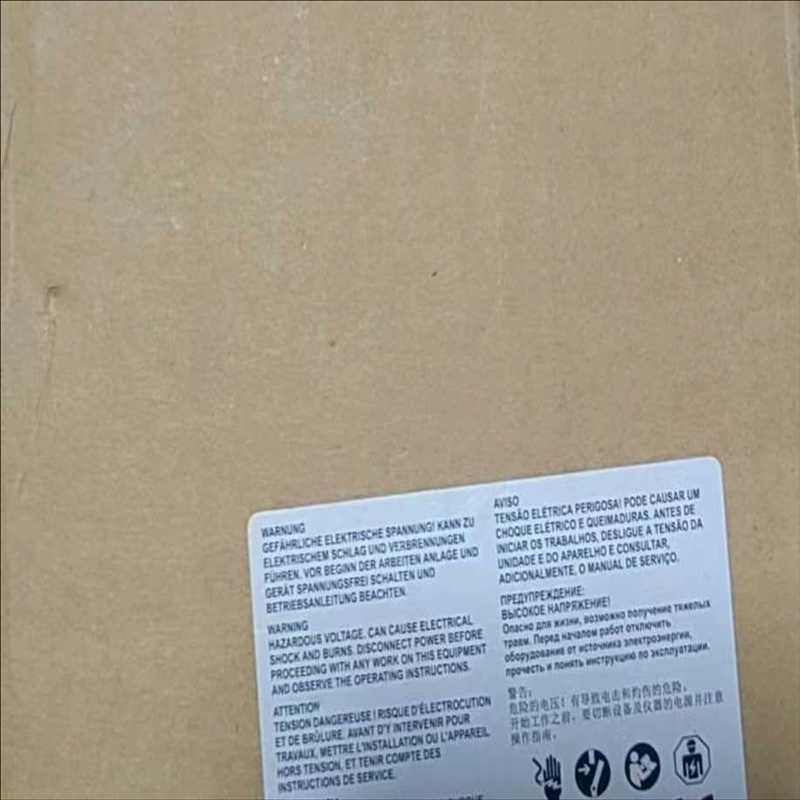 WARNUNG
GEFÄHRLICHE ELEKTRISCHE SPANNUNG! KANN ZU
ELEKTRISCHEM SCHLAG UND VERBRENNUNGEN
FÜHREN. VOR BEGINN DER ARBEITEN ANLAGE UND
GERÄT SPANNUNGSFREI SCHALTEN UND
BETRIEBSANLEITUNG BEACHTEN.
WARNING
HAZARDOUS VOLTAGE. CAN CAUSE ELECTRICAL
SHOCK AND BURNS. DISCONNECT POWER BEFORE
PROCEEDING WITH ANY WORK ON THIS EQUIPMENT
AND OBSERVE THE OPERATING INSTRUCTIONS.
ATTENTION
TENSION DANGEREUSE ! RISQUE D'ÉLECTROCUTION
ET DE BRÛLURE. AVANT D'Y INTERVENIR POUR
TRAVAUX, METTRE L'INSTALLATION OU L'APPAREIL
HORS TENSION, ET TENIR COMPTE DES
INSTRUCTIONS DE SERVICE.
AVISO
TENSÃO ELÉTRICA PERIGOSA! PODE CAUSAR UM
CHOQUE ELÉTRICO E QUEIMADURAS. ANTES DE
INICIAR OS TRABALHOS, DESLIGUE A TENSÃO DA
UNIDADE E DO APARELHO E CONSULTAR,
ADICIONALMENTE, O MANUAL DE SERVIÇO.
ПРЕДУПРЕЖДЕНИЕ:
ВЫСОКОЕ НАПРЯЖЕНИЕ!
Опасно для жизни, возможно получение тяжелых
травм. Перед началом работ отключить
оборудования от источника электроэнергии,
прочесть и понять инструкцию по эксплуатации.
警告:
危险的电压! 有导致电击和灼伤的危险。
开始工作之前, 要切断设备及仪器的电源并注意
操作指南。